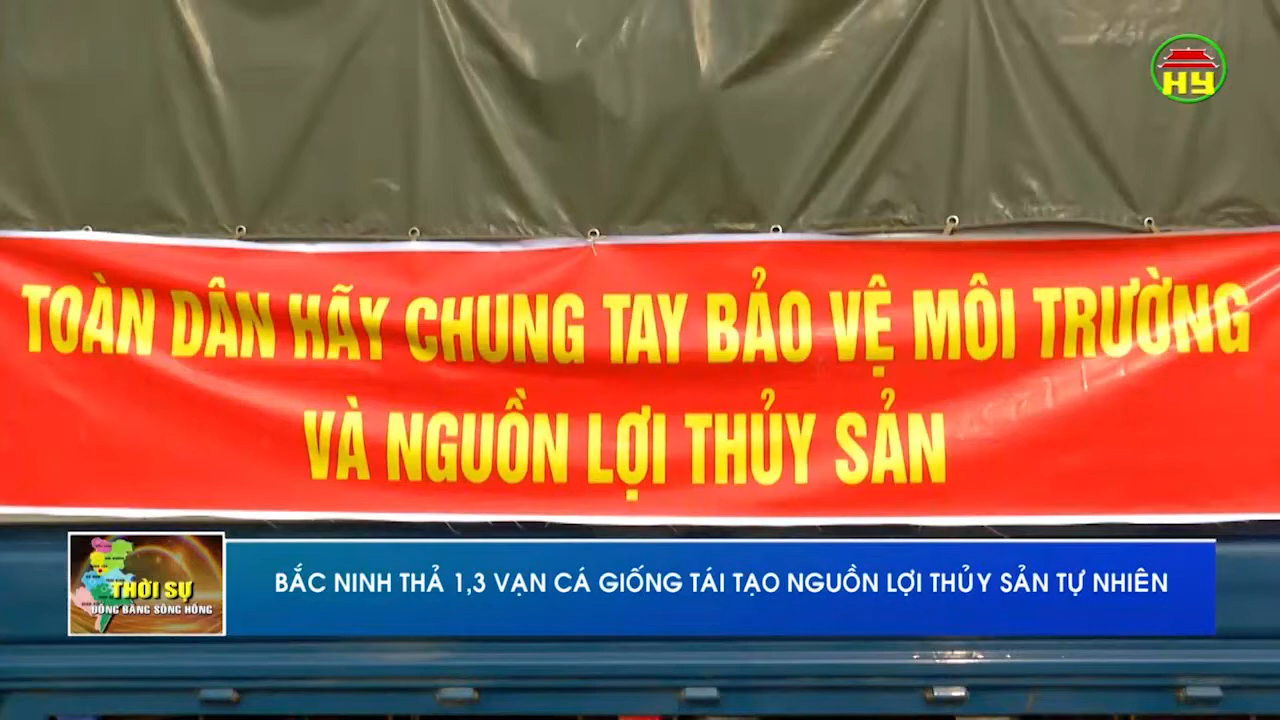 HY
TOÀN DÂN HÃY CHUNG TAY BẢO VỆ MÔI TRƯỜNG
VÀ NGUỒN LỢI THỦY SẢN
THỜI SỰ
ĐỒNG BẰNG SÔNG HỒNG
BẮC NINH THẢ 1,3 VẠN CÁ GIỐNG TÁI TẠO NGUỒN LỢI THỦY SẢN TỰ NHIÊN